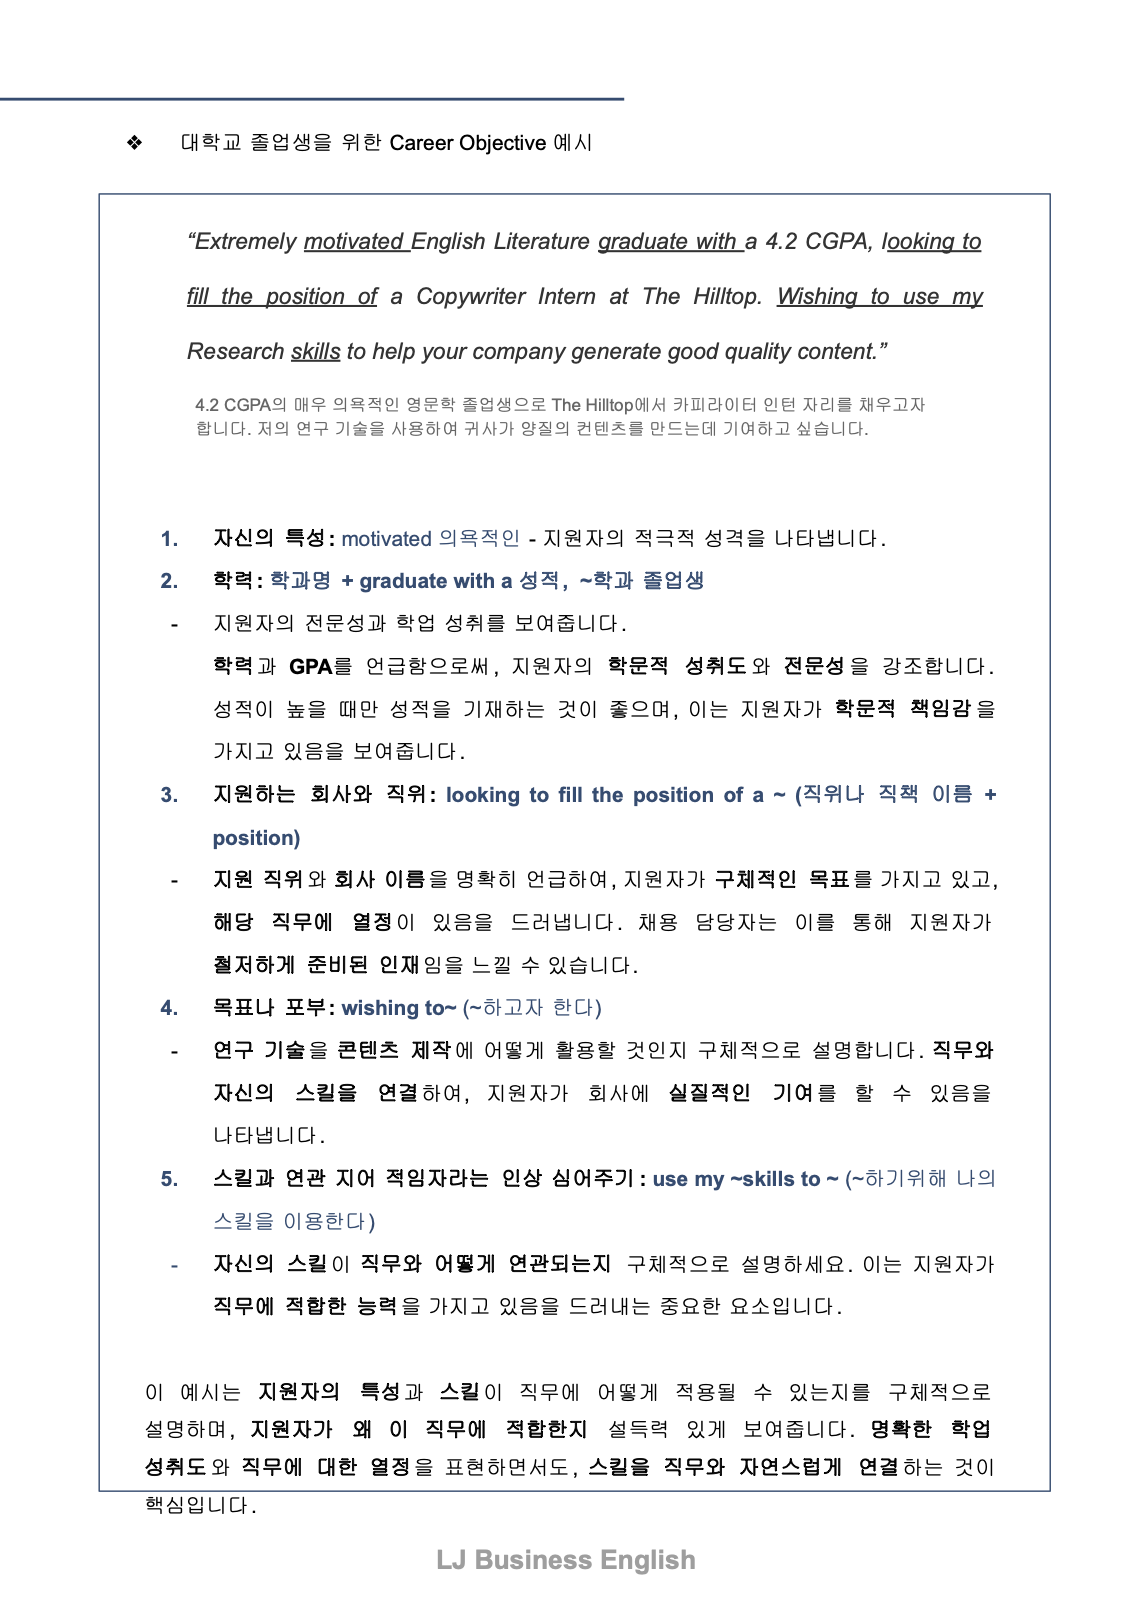 ❖ 대학교 졸업생을 위한 Career Objective 예시
“Extremely motivated English Literature graduate with a 4.2 CGPA, looking to
fill the position of a Copywriter Intern at The Hilltop. Wishing to use my
Research skills to help your company generate good quality content.”
4.2 CGPA의 매우 의욕적인 영문학 졸업생으로 The Hilltop에서 카피라이터 인턴 자리를 채우고자
합니다. 저의 연구 기술을 사용하여 귀사가 양질의 컨텐츠를 만드는데 기여하고 싶습니다.
1. 자신의 특성: motivated 의욕적인 - 지원자의 적극적 성격을 나타냅니다.
2. 학력: 학과명 + graduate with a 성적, ~학과 졸업생
- 지원자의 전문성과 학업 성취를 보여줍니다.
학력과 GPA를 언급함으로써, 지원자의 학문적 성취도와 전문성을 강조합니다.
성적이 높을 때만 성적을 기재하는 것이 좋으며, 이는 지원자가 학문적 책임감을
가지고 있음을 보여줍니다.
3. 지원하는 회사와 직위: looking to fill the position of a ~ (직위나 직책 이름 +
position)
- 지원 직위와 회사 이름을 명확히 언급하여, 지원자가 구체적인 목표를 가지고 있고,
해당 직무에 열정이 있음을 드러냅니다. 채용 담당자는 이를 통해 지원자가
철저하게 준비된 인재임을 느낄 수 있습니다.
4. 목표나 포부: wishing to~ (~하고자 한다)
- 연구 기술을 콘텐츠 제작에 어떻게 활용할 것인지 구체적으로 설명합니다. 직무와
자신의 스킬을 연결하여, 지원자가 회사에 실질적인 기여를 할 수 있음을
나타냅니다.
5. 스킬과 연관 지어 적임자라는 인상 심어주기: use my ~skills to ~ (~하기위해 나의
스킬을 이용한다)
- 자신의 스킬이 직무와 어떻게 연관되는지 구체적으로 설명하세요. 이는 지원자가
직무에 적합한 능력을 가지고 있음을 드러내는 중요한 요소입니다.
이 예시는 지원자의 특성과 스킬이 직무에 어떻게 적용될 수 있는지를 구체적으로
설명하며, 지원자가 왜 이 직무에 적합한지 설득력 있게 보여줍니다. 명확한 학업
성취도와 직무에 대한 열정을 표현하면서도, 스킬을 직무와 자연스럽게 연결하는 것이
핵심입니다.
LJ Business English